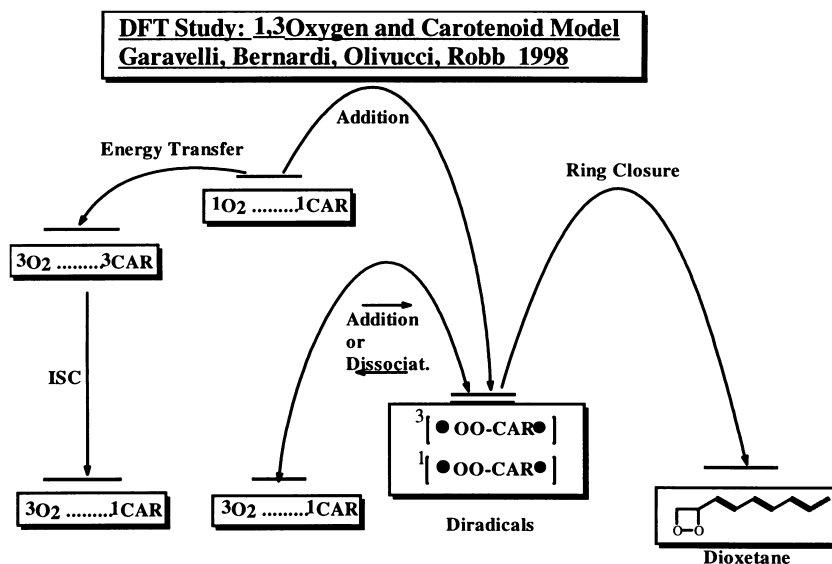 DFT Study: 1,3Oxygen and Carotenoid Model
Garavelli, Bernardi, Olivucci, Robb 1998
Addition
Energy Transfer
Ring Closure
1O2 .........1CAR
3O2 .........3CAR
Addition
or
Dissociat.
ISC
3[ ● OO-CAR● ]
1[ ● OO-CAR● ]
3O2 .........1CAR
3O2 .........1CAR
Diradicals
O-O
Dioxetane